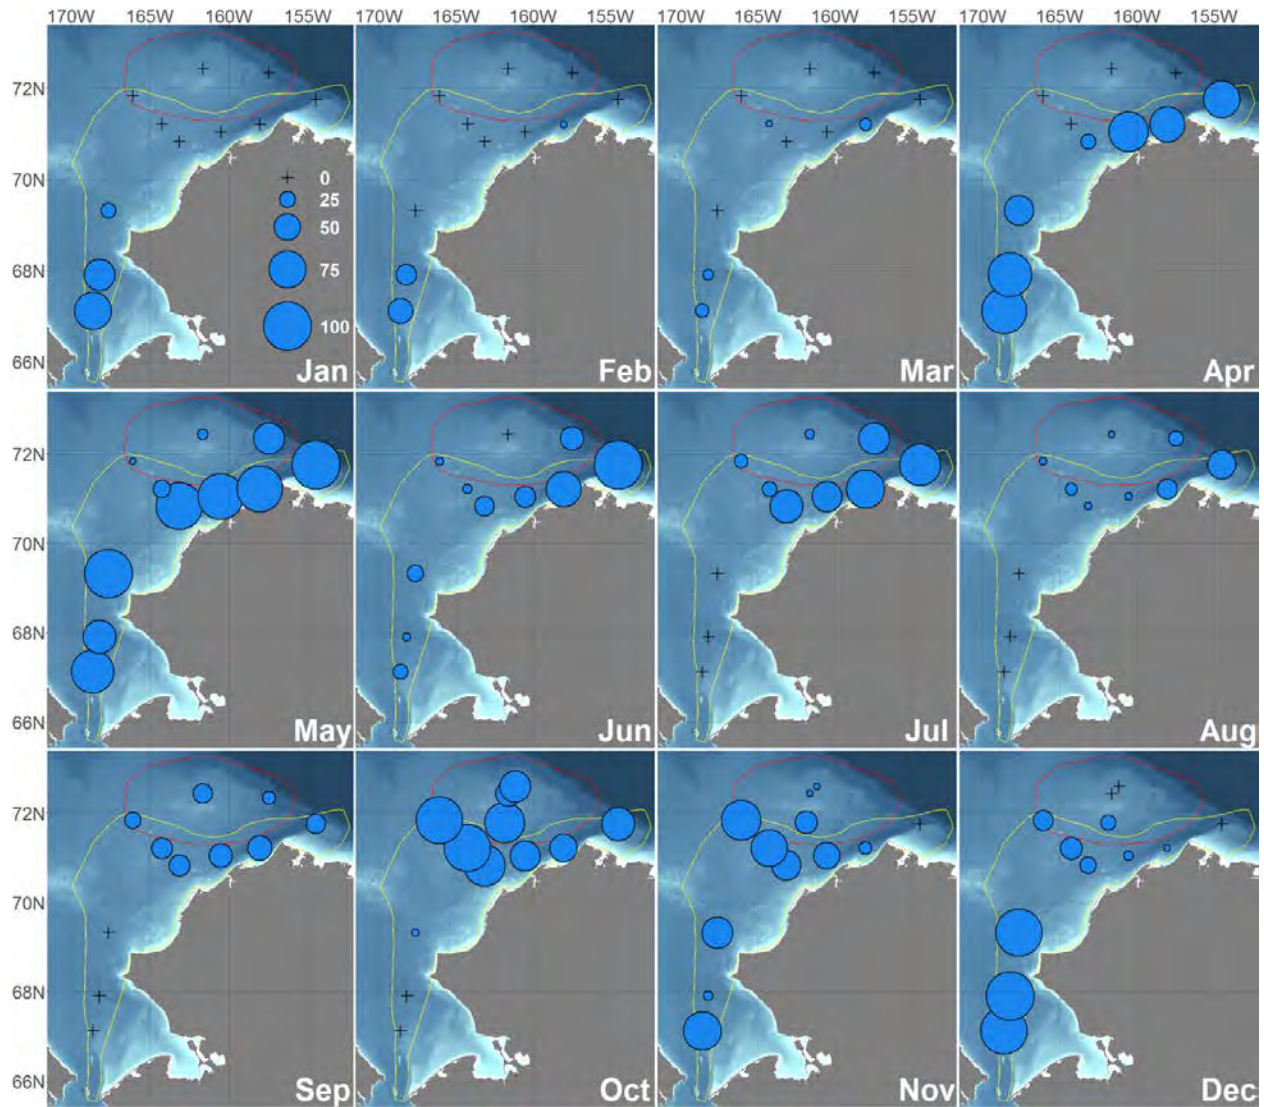 170W 165W 160W 155W 170W 165W 160W 155W 170W 165W 160W 155W 170W 165W 160W 155W
72N
70N
68N
66N
0
25
50
75
100
Jan Feb Mar Apr
72N
70N
68N
66N
May Jun Jul Aug
72N
70N
68N
66N
Sep Oct Nov Dec